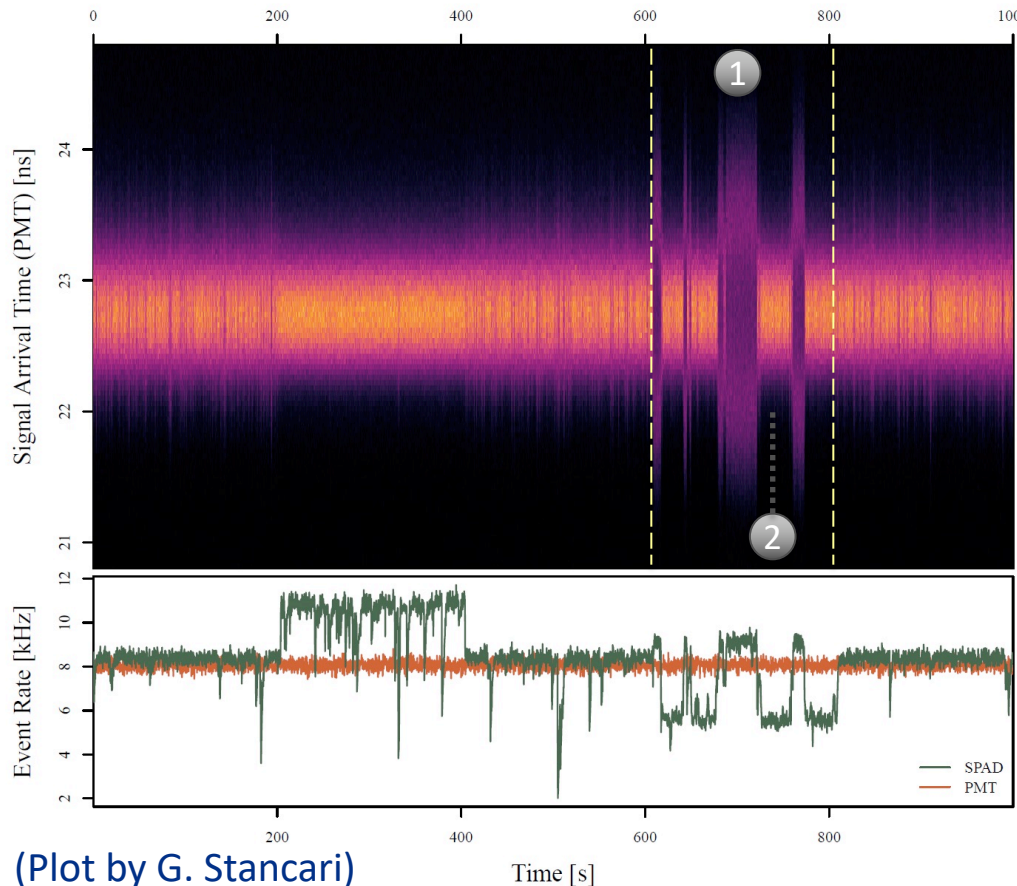 0 200 400 600 800 100
Signal Arrival Time (PMT) [ns]
24
23
22
21
1
2
Event Rate [kHz]
12
10
8
6
4
2
SPAD
PMT
0 200 400 600 800
(Plot by G. Stancari)
Time [s]